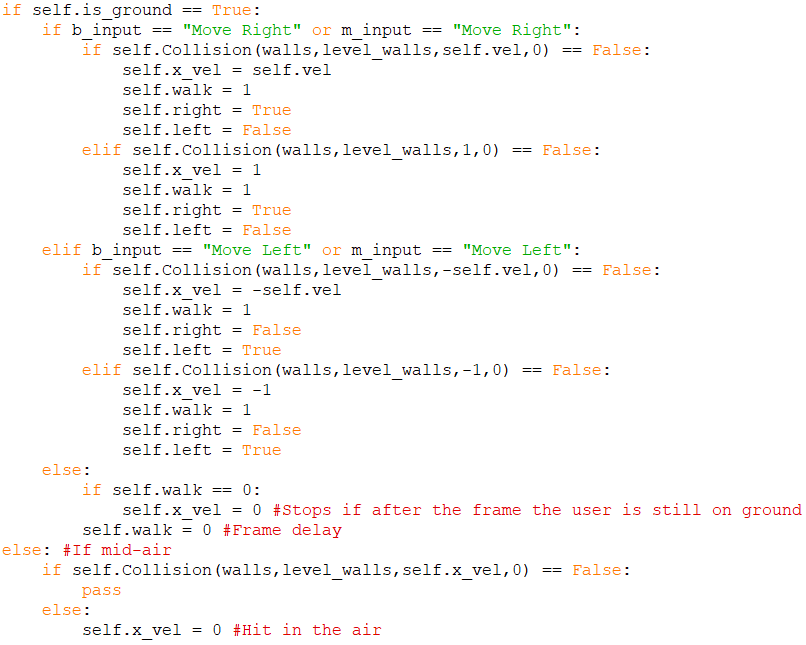 if self.is_ground == True:
    if b_input == "Move Right" or m_input == "Move Right":
        if self.Collision(walls,level_walls,self.vel,0) == False:
            self.x_vel = self.vel
            self.walk = 1
            self.right = True
            self.left = False
        elif self.Collision(walls,level_walls,1,0) == False:
            self.x_vel = 1
            self.walk = 1
            self.right = True
            self.left = False
    elif b_input == "Move Left" or m_input == "Move Left":
        if self.Collision(walls,level_walls,-self.vel,0) == False:
            self.x_vel = -self.vel
            self.walk = 1
            self.right = False
            self.left = True
        elif self.Collision(walls,level_walls,-1,0) == False:
            self.x_vel = -1
            self.walk = 1
            self.right = False
            self.left = True
    else:
        if self.walk == 0:
            self.x_vel = 0 #Stops if after the frame the user is still on ground
        self.walk = 0 #Frame delay
else: #If mid-air
    if self.Collision(walls,level_walls,self.x_vel,0) == False:
        pass
    else:
        self.x_vel = 0 #Hit in the air